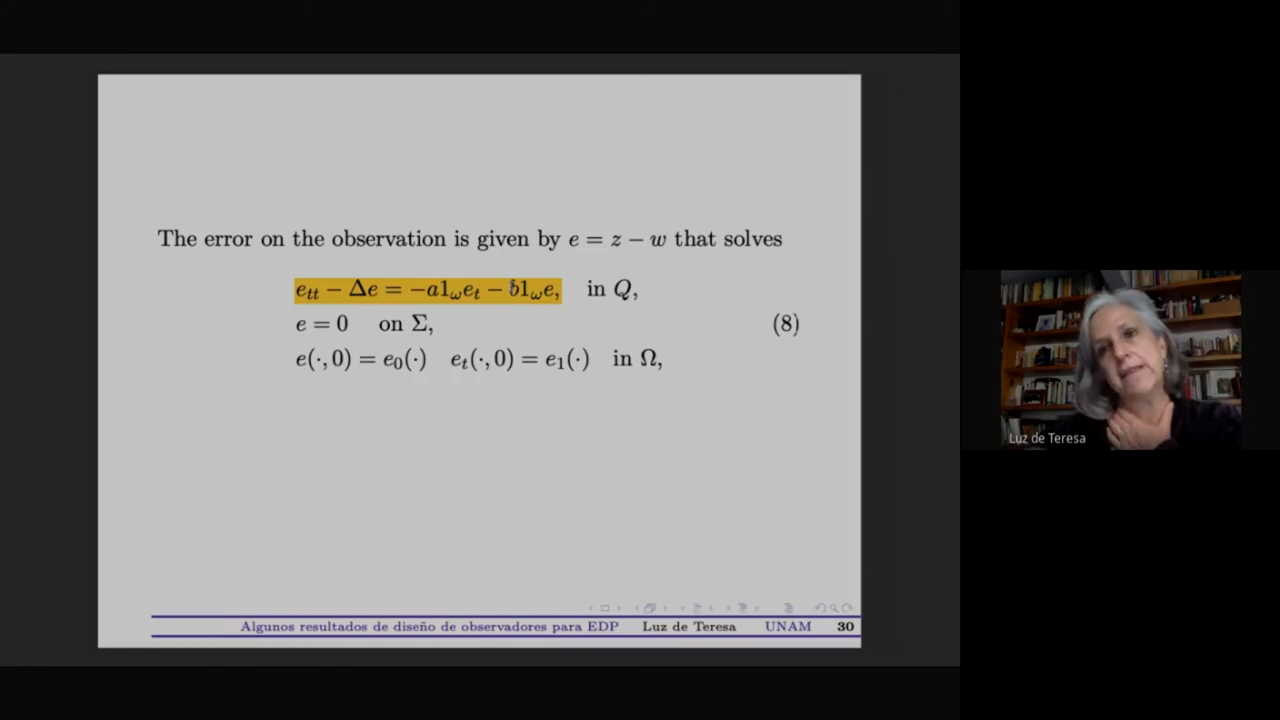 The error on the observation is given by e = z − w that solves
e_tt − Δe = −a1_ω e_t − b1_ω e, in Q,
e = 0 on Σ, (8)
e(·, 0) = e_0(·) e_t(·, 0) = e_1(·) in Ω,
Algunos resultados de diseño de observadores para EDP Luz de Teresa UNAM 30
Luz de Teresa